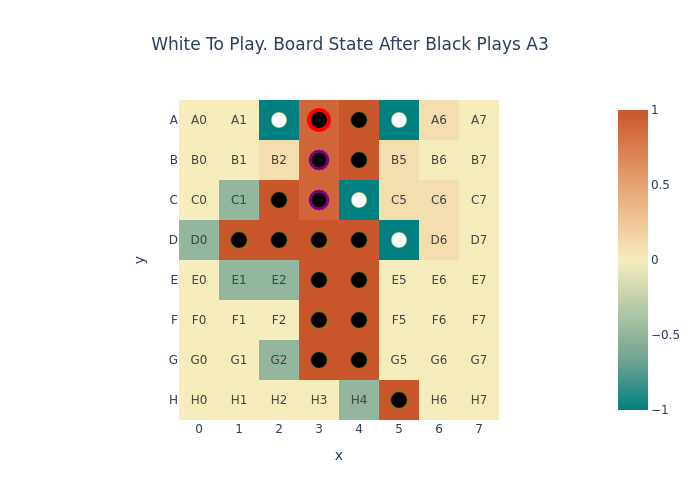 White To Play. Board State After Black Plays A3
A A0 A1 A6 A7
B B0 B1 B2 B5 B6 B7
C C0 C1 C5 C6 C7
D D0 D6 D7
E E0 E1 E2 E5 E6 E7
F F0 F1 F2 F5 F6 F7
G G0 G1 G2 G5 G6 G7
H H0 H1 H2 H3 H4 H6 H7
0 1 2 3 4 5 6 7
x
y
1
0.5
0
−0.5
−1